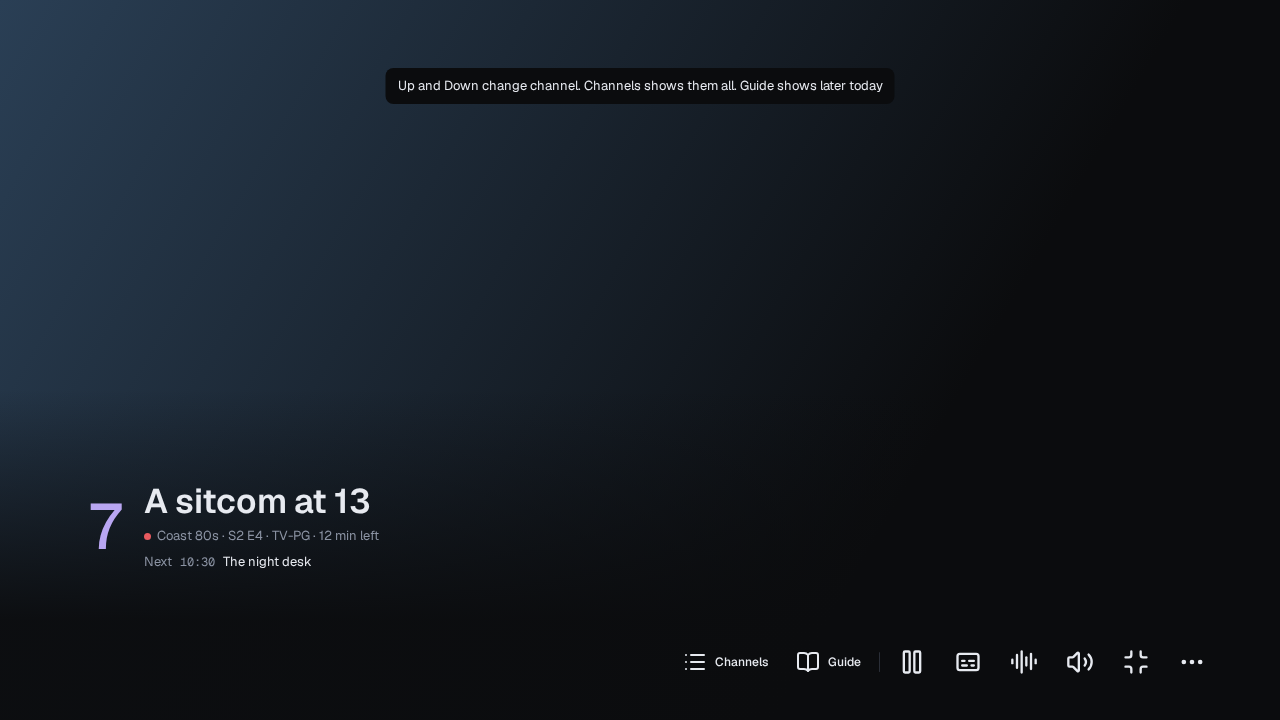 Up and Down change channel. Channels shows them all. Guide shows later today
7
A sitcom at 13
Coast 80s · S2 E4 · TV-PG · 12 min left
Next 10:30 The night desk
Channels Guide